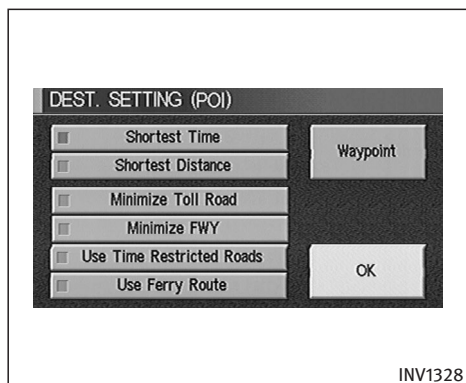 DEST. SETTING (POI)
Shortest Time
Shortest Distance
Waypoint
Minimize Toll Road
Minimize FWY
Use Time Restricted Roads
Use Ferry Route
OK
INV1328